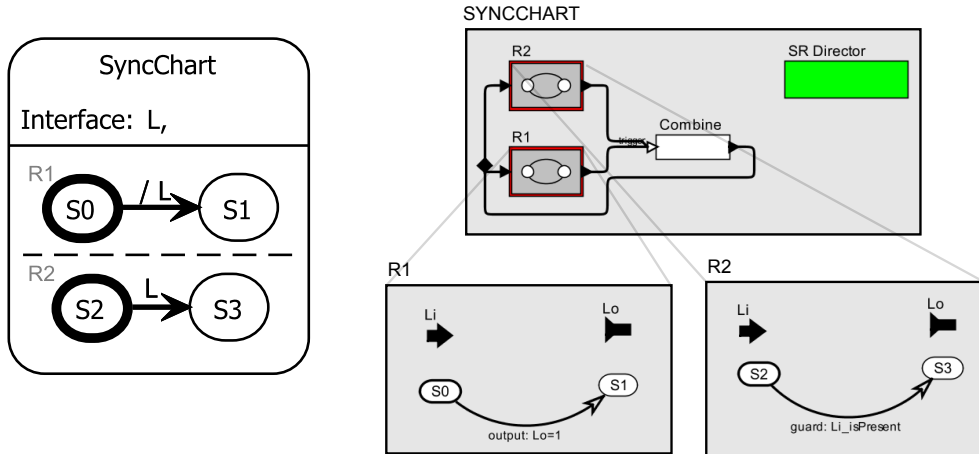 SyncChart
Interface: L,
R1
/ L
S0
S1
R2
L
S2
S3
SYNCCHART
R2
SR Director
R1
trigger
Combine
R1
Li
Lo
S0
S1
output: Lo=1
R2
Li
Lo
S2
S3
guard: Li_isPresent